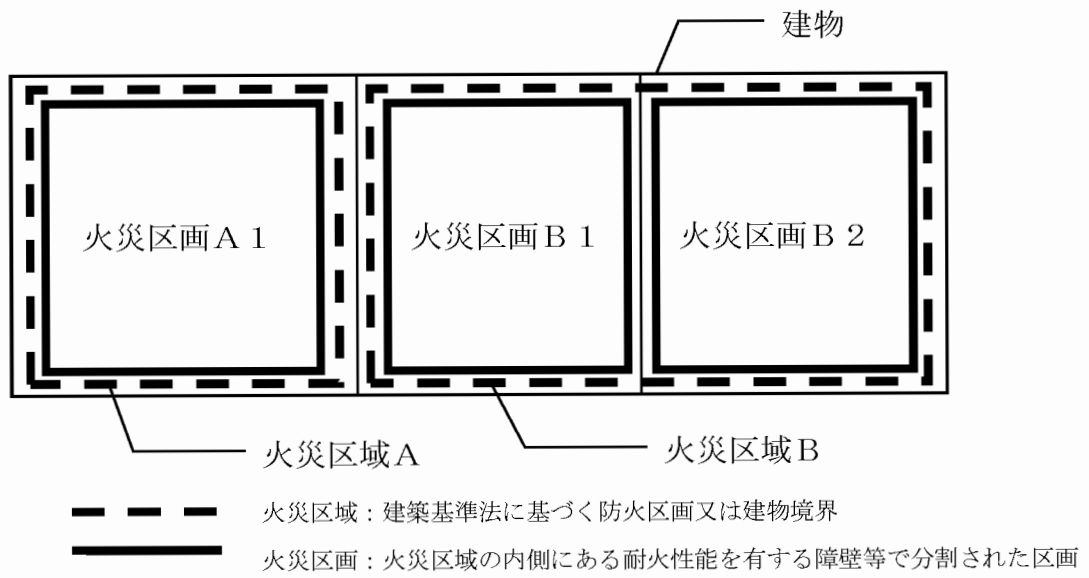 建物
火災区画A1
火災区画B1
火災区画B2
火災区域A
火災区域B
火災区域：建築基準法に基づく防火区画又は建物境界
火災区画：火災区域の内側にある耐火性能を有する障壁等で分割された区画